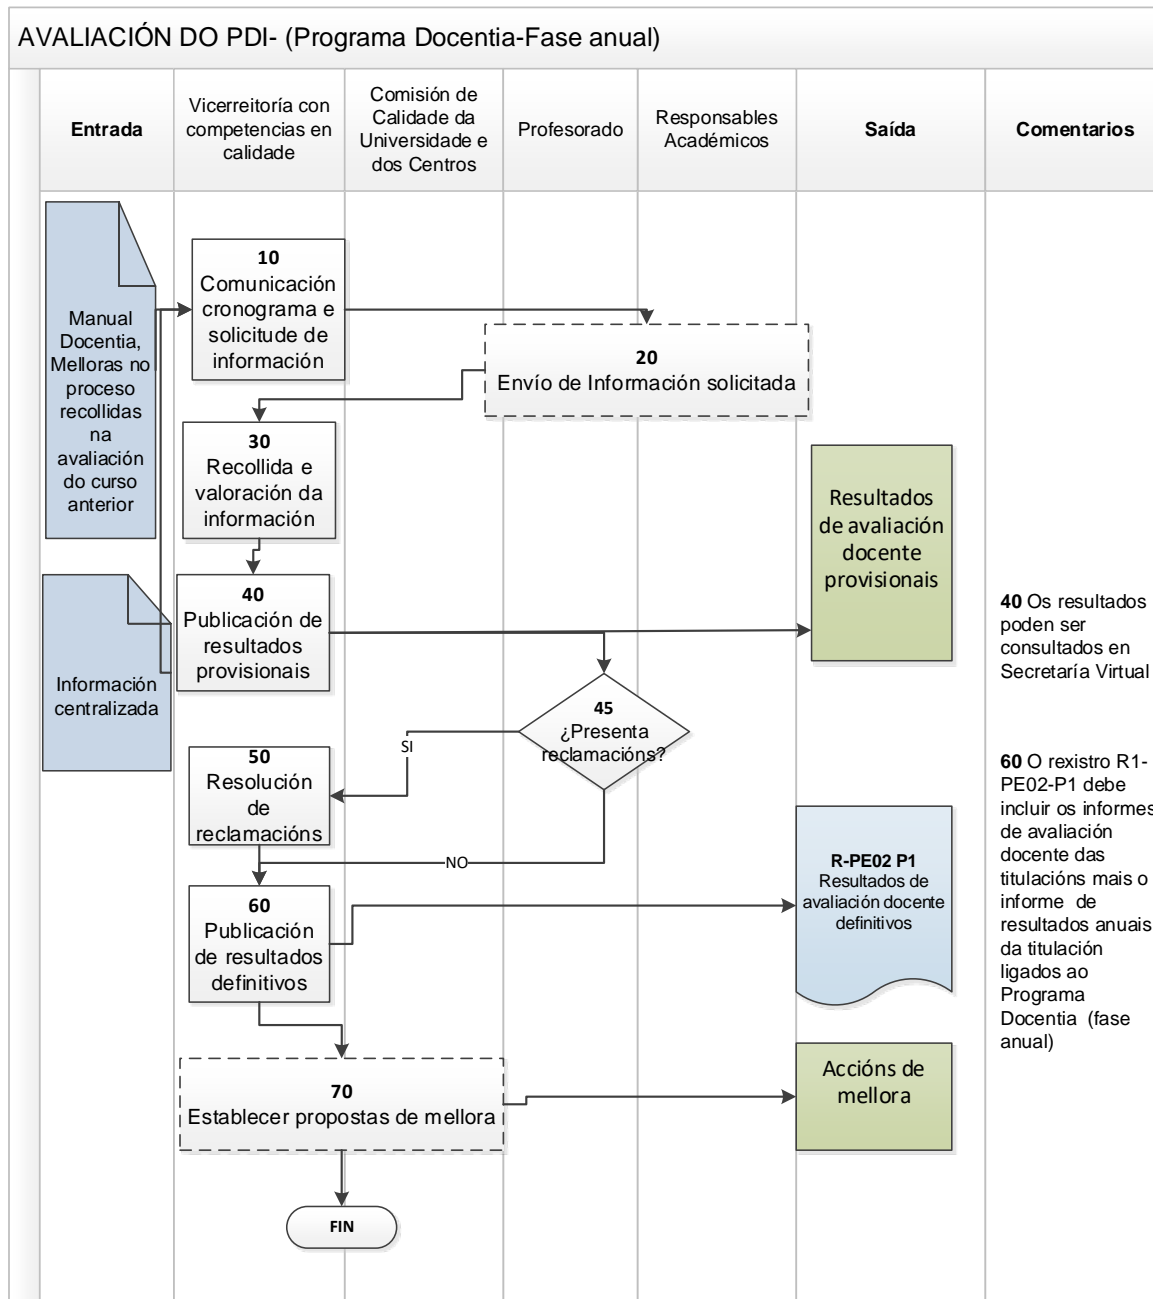 AVALIACIÓN DO PDI- (Programa Docentia-Fase anual)
Entrada
Vicerreitoría con
competencias en
calidade
Comisión de
Calidade da
Universidade e
dos Centros
Profesorado
Responsables
Académicos
Saída
Comentarios
Manual
Docentia,
Melloras no
proceso
recollidas
na
avaliación
do curso
anterior
10
Comunicación
cronograma e
solicitude de
información
20
Envío de Información solicitada
30
Recollida e
valoración da
información
Resultados
de avaliación
docente
provisionais
Información
centralizada
40
Publicación de
resultados
provisionais
40 Os resultados
poden ser
consultados en
Secretaría Virtual
45
¿Presenta
reclamacións?
SI
50
Resolución
de
reclamacións
NO
60 O rexistro R1-
PE02-P1 debe
incluir os informes
de avaliación
docente das
titulacións mais o
informe de
resultados anuais
da titulación
ligados ao
Programa
Docentia (fase
anual)
R-PE02 P1
Resultados de
avaliación docente
definitivos
60
Publicación
de resultados
definitivos
70
Establecer propostas de mellora
Accións de
mellora
FIN